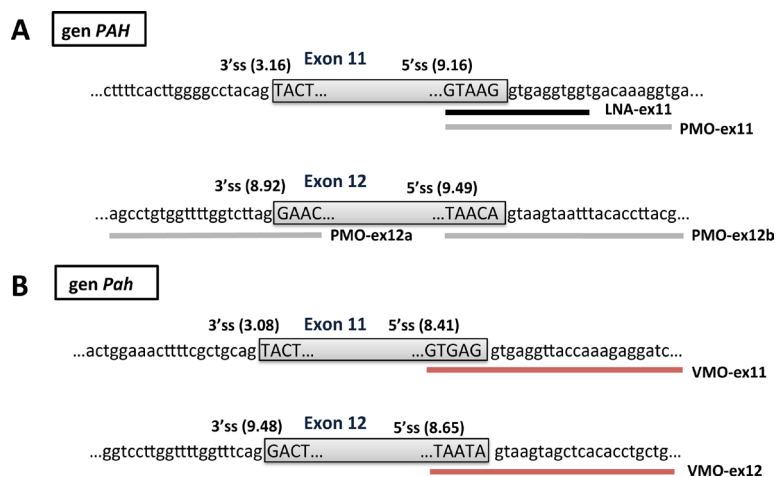 A gen PAH
3'ss (3.16) Exon 11 5'ss (9.16)
...cttttcacttggggcctacag TACT... ...GTAAG gtgaggtggtgacaaaggtga...
LNA-ex11
PMO-ex11
3'ss (8.92) Exon 12 5'ss (9.49)
...agcctgtggttttggtcttag GAAC... ...TAACA gtaagtaatttacaccttacg...
PMO-ex12a PMO-ex12b
B gen Pah
3'ss (3.08) Exon 11 5'ss (8.41)
...actggaaacttttcgctgcag TACT... ...GTGAG gtgaggttaccaaagaggatc...
VMO-ex11
3'ss (9.48) Exon 12 5'ss (8.65)
...ggtccttggttttggtttcag GACT... ...TAATA gtaagtagctcacacctgctg...
VMO-ex12